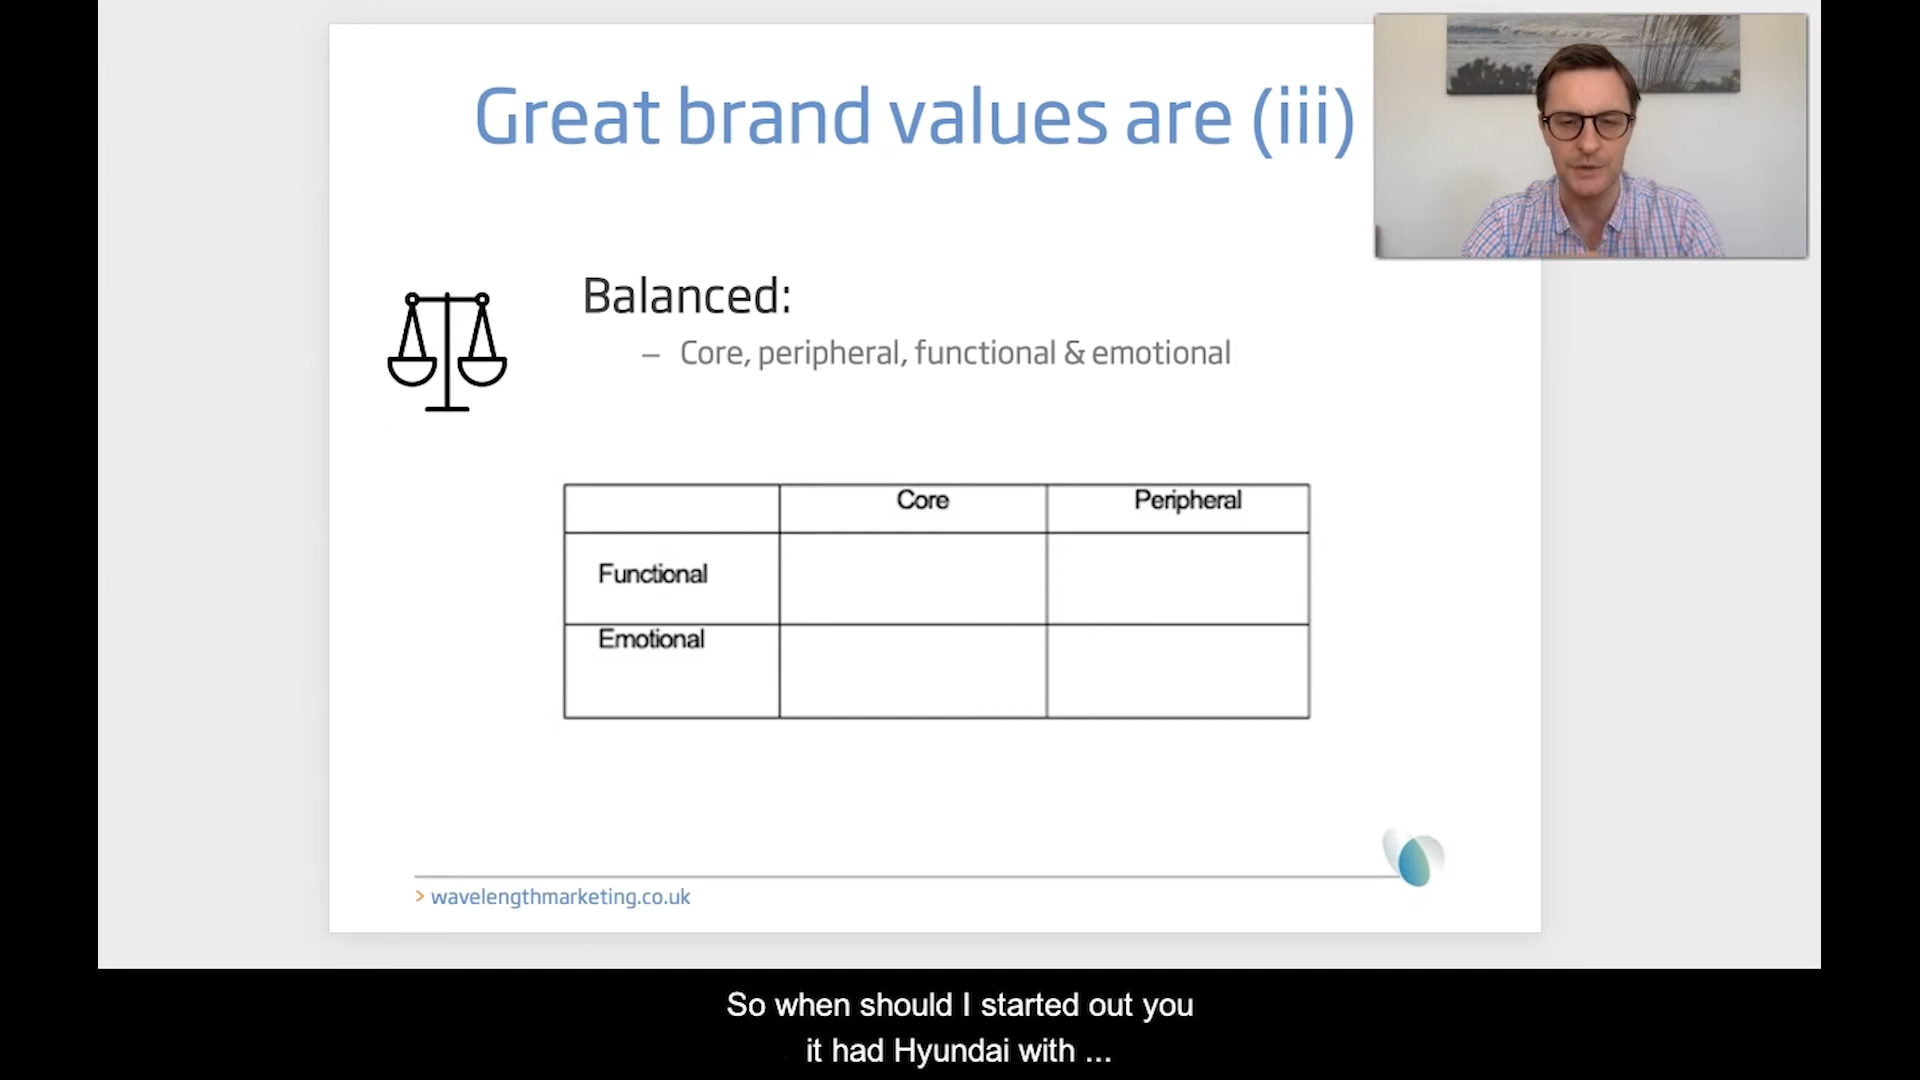 Great brand values are (iii)
Balanced:
– Core, peripheral, functional & emotional
Core Peripheral
Functional
Emotional
> wavelengthmarketing.co.uk
So when should I started out you
it had Hyundai with ...